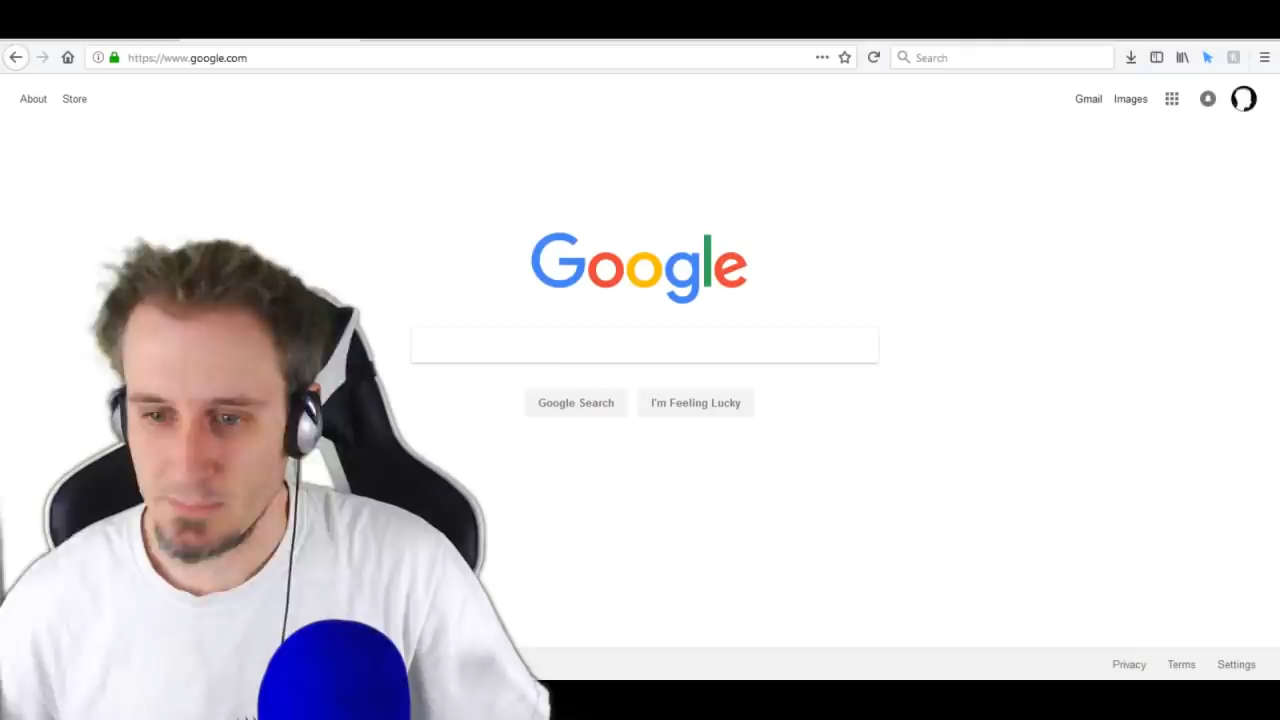 https://www.google.com
Search
About Store
Gmail Images
Google
Google Search I'm Feeling Lucky
Privacy Terms Settings